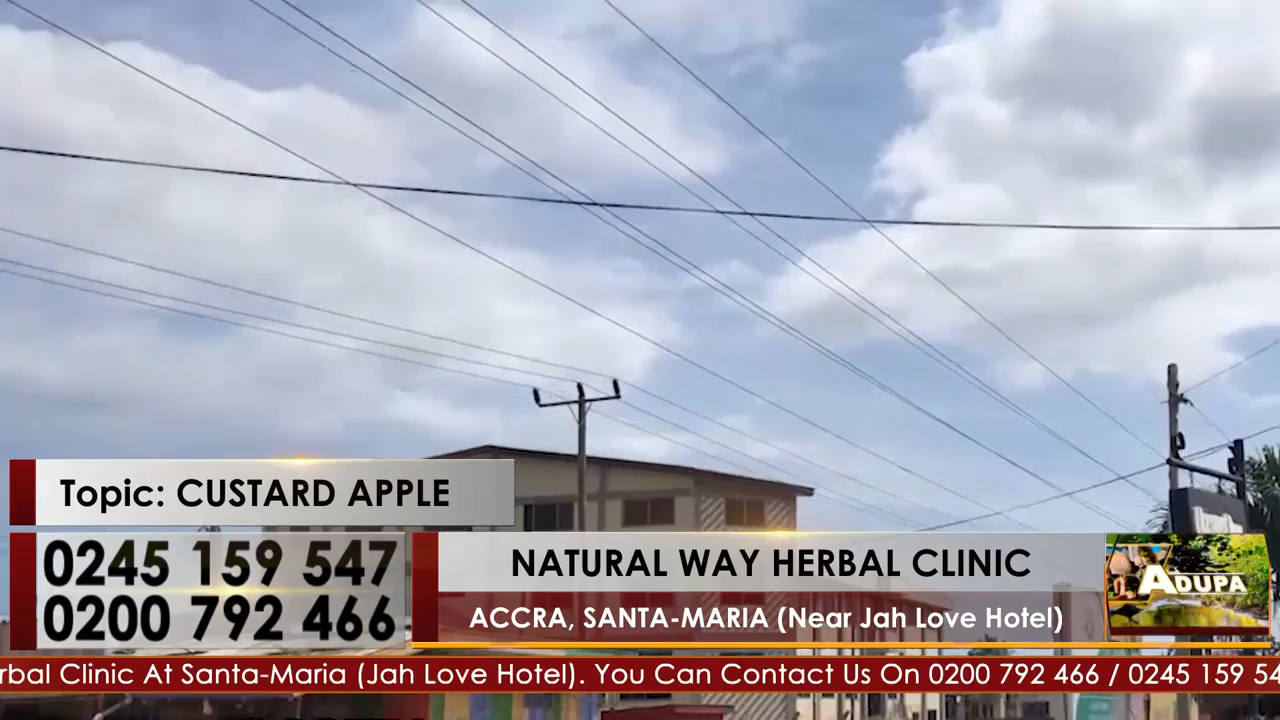 Topic: CUSTARD APPLE
0245 159 547
0200 792 466
NATURAL WAY HERBAL CLINIC
ACCRA, SANTA-MARIA (Near Jah Love Hotel)
ADUPA
rbal Clinic At Santa-Maria (Jah Love Hotel). You Can Contact Us On 0200 792 466 / 0245 159 54